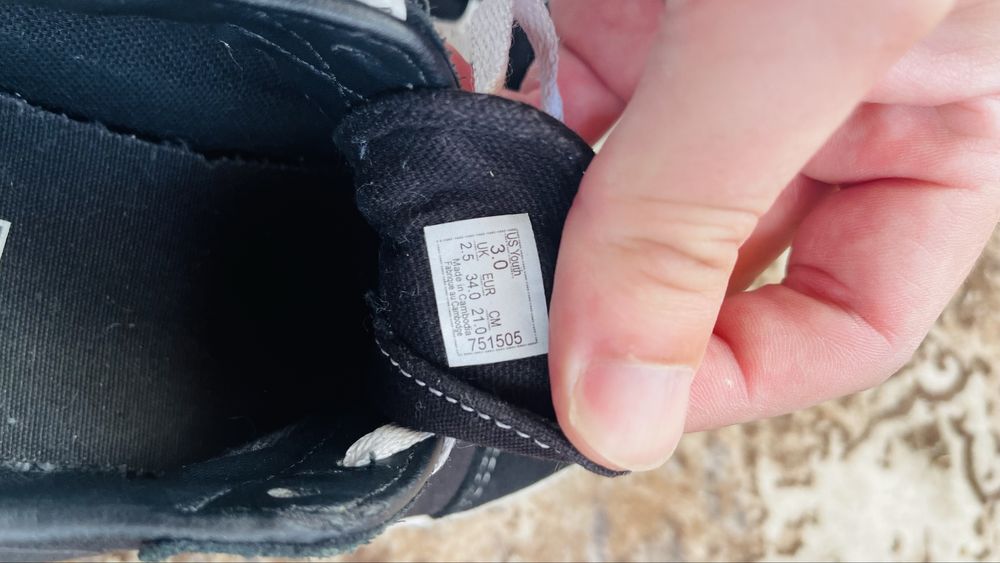 US Youth
3.0
UK EUR CM
2.5 34.0 21.0
Made in Cambodia
Fabriqué au Cambodge
751505